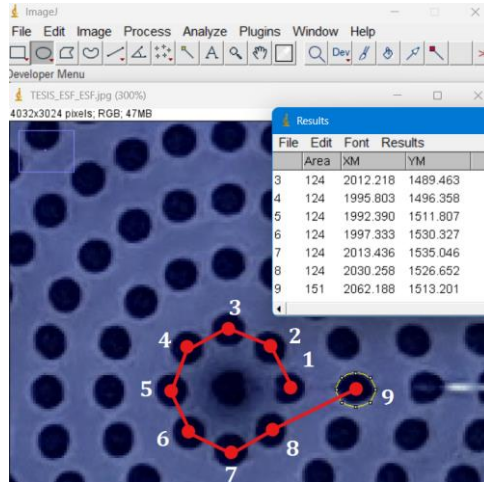 ImageJ
File Edit Image Process Analyze Plugins Window Help
Dev
Developer Menu
TESIS_ESF_ESF.jpg (300%)
4032x3024 pixels; RGB; 47MB
Results
File Edit Font Results
Area XM YM
3 124 2012.218 1489.463
4 124 1995.803 1496.358
5 124 1992.390 1511.807
6 124 1997.333 1530.327
7 124 2013.436 1535.046
8 124 2030.258 1526.652
9 151 2062.188 1513.201
3
4 2
1
5 9
6 8
7